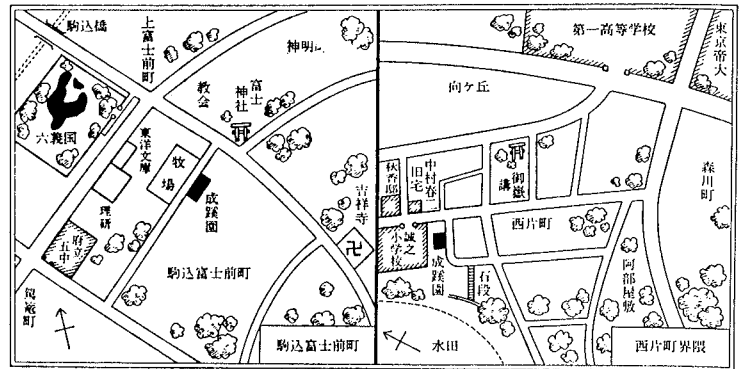 駒込橋
上富士前町
神明町
教会
富士
神社
六義国
東洋文庫
牧場
理研
成蹊園
府立
五中
吉祥寺
卍
駒込富士前町
駕籠町
駒込富士前町
第一高等学校
東京帝大
向ケ丘
秋香邸
中村春二
旧宅
御嶽
講
森川町
西片町
誠之
小学校
成蹊園
石段
阿部屋敷
水田
西片町界隈